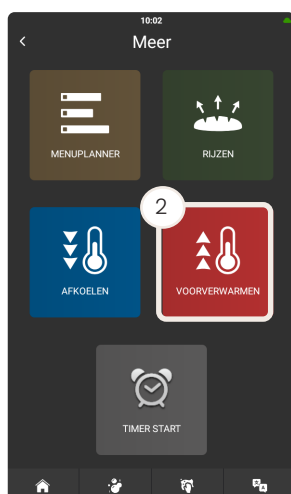 10:02
Meer
MENUPLANNER
RIJZEN
2
AFKOELEN
VOORVERWARMEN
TIMER START